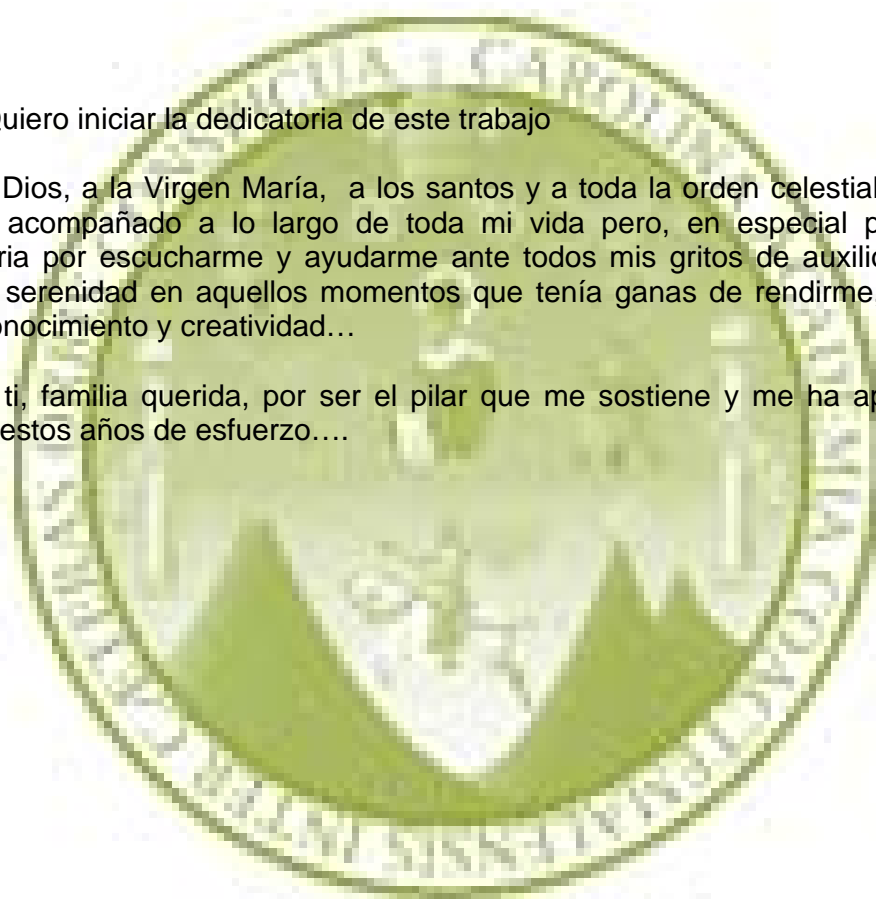 Quiero iniciar la dedicatoria de este trabajo
Dios, a la Virgen María, a los santos y a toda la orden celestial
acompañado a lo largo de toda mi vida pero, en especial p
ria por escucharme y ayudarme ante todos mis gritos de auxilio
serenidad en aquellos momentos que tenía ganas de rendirme.
onocimiento y creatividad…
ti, familia querida, por ser el pilar que me sostiene y me ha ap
estos años de esfuerzo….
COACTEMALENSIS INTER